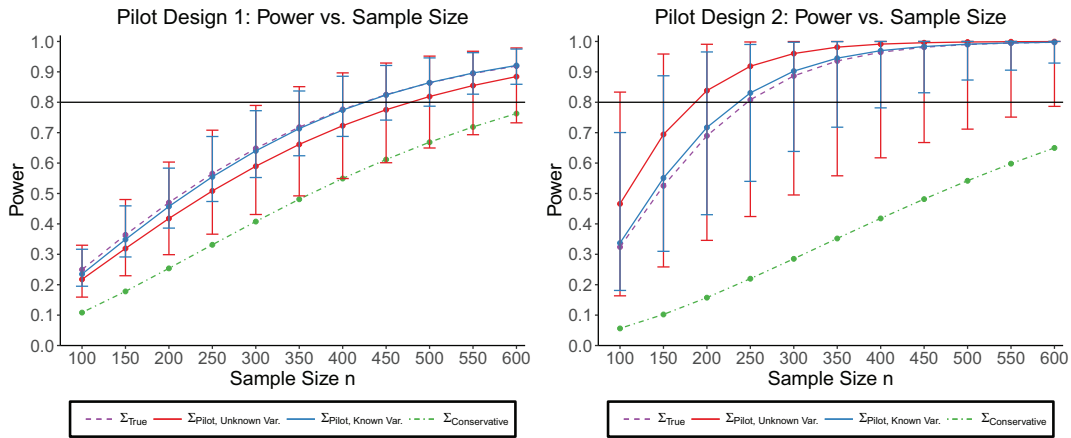 Pilot Design 1: Power vs. Sample Size
Power
1.0
0.9
0.8
0.7
0.6
0.5
0.4
0.3
0.2
0.1
0.0
100 150 200 250 300 350 400 450 500 550 600
Sample Size n
ΣTrue ΣPilot, Unknown Var. ΣPilot, Known Var. ΣConservative
Pilot Design 2: Power vs. Sample Size
Power
1.0
0.9
0.8
0.7
0.6
0.5
0.4
0.3
0.2
0.1
0.0
100 150 200 250 300 350 400 450 500 550 600
Sample Size n
ΣTrue ΣPilot, Unknown Var. ΣPilot, Known Var. ΣConservative